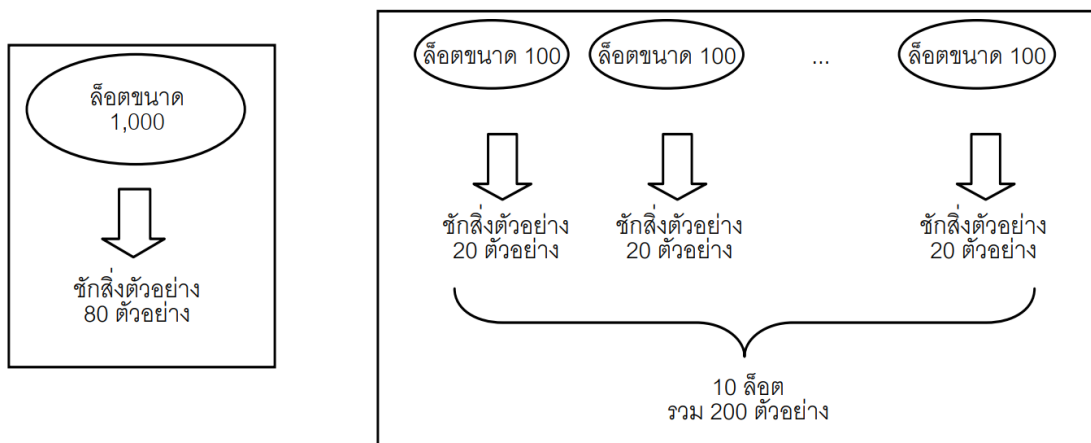 ล็อตขนาด
1,000
ชักสิ่งตัวอย่าง
80 ตัวอย่าง
ล็อตขนาด 100
ล็อตขนาด 100
...
ล็อตขนาด 100
ชักสิ่งตัวอย่าง
20 ตัวอย่าง
ชักสิ่งตัวอย่าง
20 ตัวอย่าง
ชักสิ่งตัวอย่าง
20 ตัวอย่าง
10 ล็อต
รวม 200 ตัวอย่าง